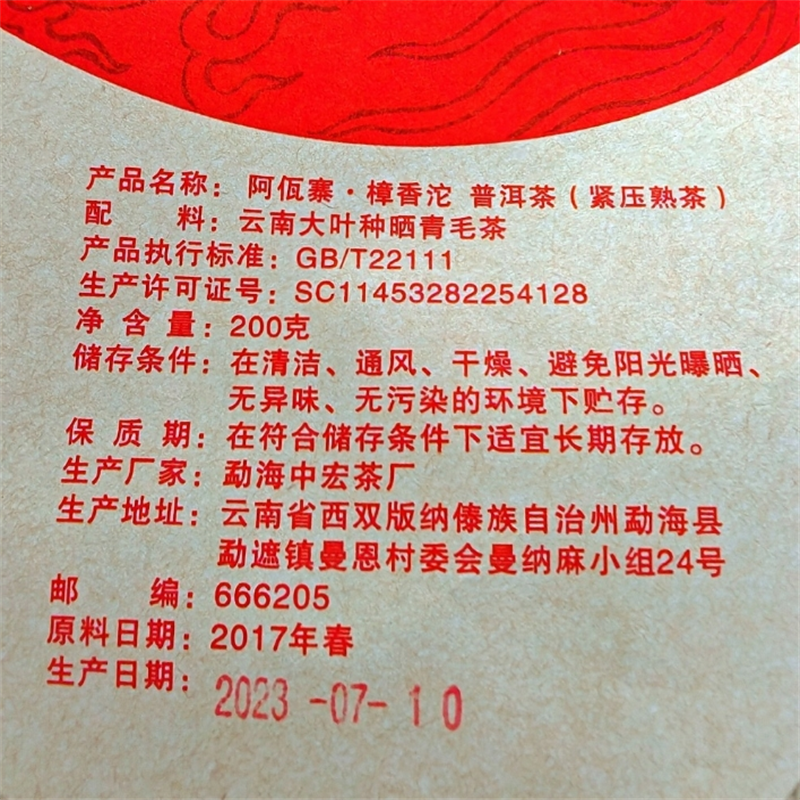 产品名称：阿佤寨·樟香沱 普洱茶（紧压熟茶）
配 料：云南大叶种晒青毛茶
产品执行标准：GB/T22111
生产许可证号：SC11453282254128
净 含 量：200克
储存条件：在清洁、通风、干燥、避免阳光曝晒、
无异味、无污染的环境下贮存。
保 质 期：在符合储存条件下适宜长期存放。
生产厂家：勐海中宏茶厂
生产地址：云南省西双版纳傣族自治州勐海县
勐遮镇曼恩村委会曼纳麻小组24号
邮 编：666205
原料日期：2017年春
生产日期：2023-07-10